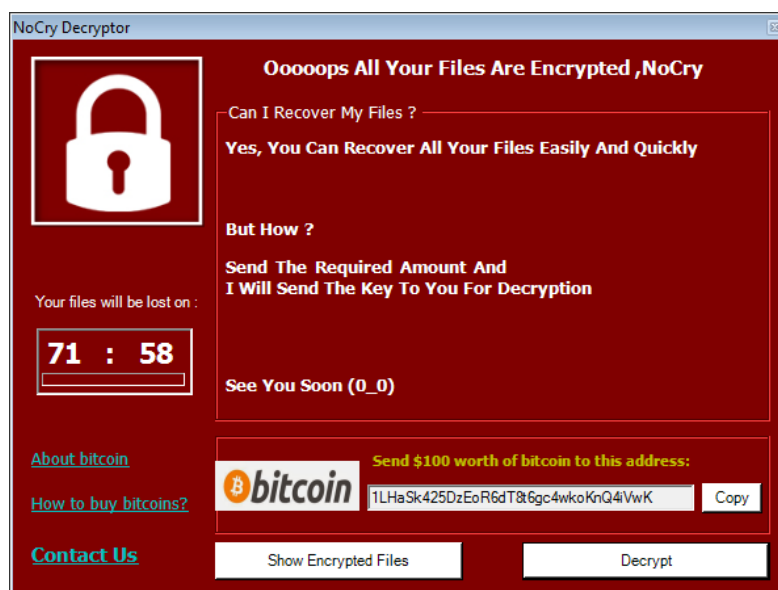 NoCry Decryptor
Ooooops All Your Files Are Encrypted ,NoCry
Can I Recover My Files ?
Yes, You Can Recover All Your Files Easily And Quickly
But How ?
Send The Required Amount And
I Will Send The Key To You For Decryption
See You Soon (0_0)
Your files will be lost on :
71 : 58
About bitcoin
How to buy bitcoins?
Contact Us
bitcoin
Send $100 worth of bitcoin to this address:
1LHaSk425DzEoR6dT8t6gc4wkoKnQ4iVwK
Copy
Show Encrypted Files
Decrypt